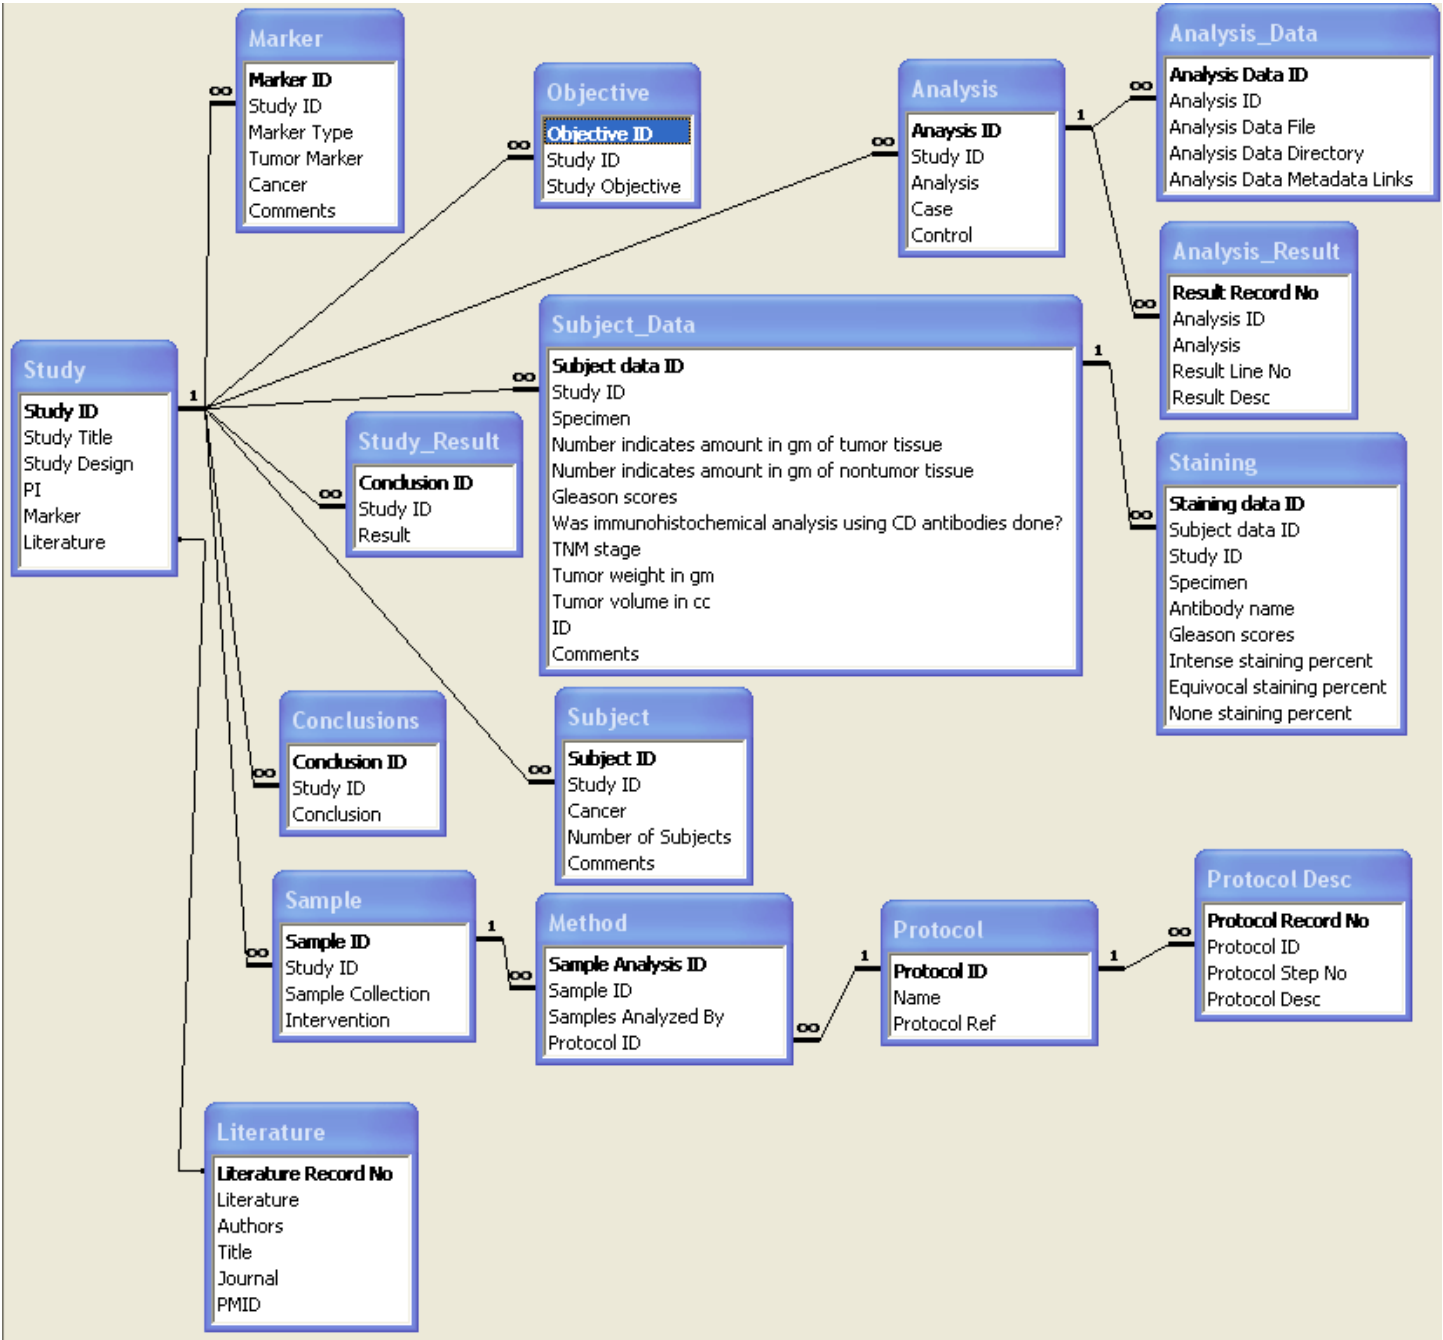 Marker
Marker ID
Study ID
Marker Type
Tumor Marker
Cancer
Comments
Objective
Objective ID
Study ID
Study Objective
Analysis
Anaysis ID
Study ID
Analysis
Case
Control
Analysis_Data
Analysis Data ID
Analysis ID
Analysis Data File
Analysis Data Directory
Analysis Data Metadata Links
Analysis_Result
Result Record No
Analysis ID
Analysis
Result Line No
Result Desc
Study
Study ID
Study Title
Study Design
PI
Marker
Literature
Study_Result
Conclusion ID
Study ID
Result
Subject_Data
Subject data ID
Study ID
Specimen
Number indicates amount in gm of tumor tissue
Number indicates amount in gm of nontumor tissue
Gleason scores
Was immunohistochemical analysis using CD antibodies done?
TNM stage
Tumor weight in gm
Tumor volume in cc
ID
Comments
Staining
Staining data ID
Subject data ID
Study ID
Specimen
Antibody name
Gleason scores
Intense staining percent
Equivocal staining percent
None staining percent
Conclusions
Conclusion ID
Study ID
Conclusion
Subject
Subject ID
Study ID
Cancer
Number of Subjects
Comments
Sample
Sample ID
Study ID
Sample Collection
Intervention
Method
Sample Analysis ID
Sample ID
Samples Analyzed By
Protocol ID
Protocol
Protocol ID
Name
Protocol Ref
Protocol Desc
Protocol Record No
Protocol ID
Protocol Step No
Protocol Desc
Literature
Literature Record No
Literature
Authors
Title
Journal
PMID
1
∞
∞
∞
∞
∞
∞
∞
∞
1
∞
∞
1
∞
1
∞
∞
1
1
∞